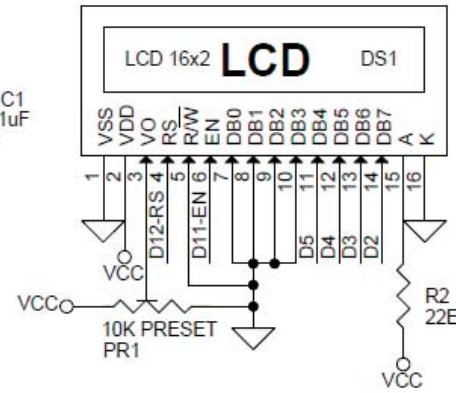 LCD 16x2 LCD DS1
C1
1uF
VSS
VDD
VO
RS
R/W
EN
DB0
DB1
DB2
DB3
DB4
DB5
DB6
DB7
A
K
1
2
3
4
5
6
7
8
9
10
11
12
13
14
15
16
D12-RS
D11-EN
D5
D4
D3
D2
VCC
VCC
10K PRESET
PR1
R2
22E
VCC